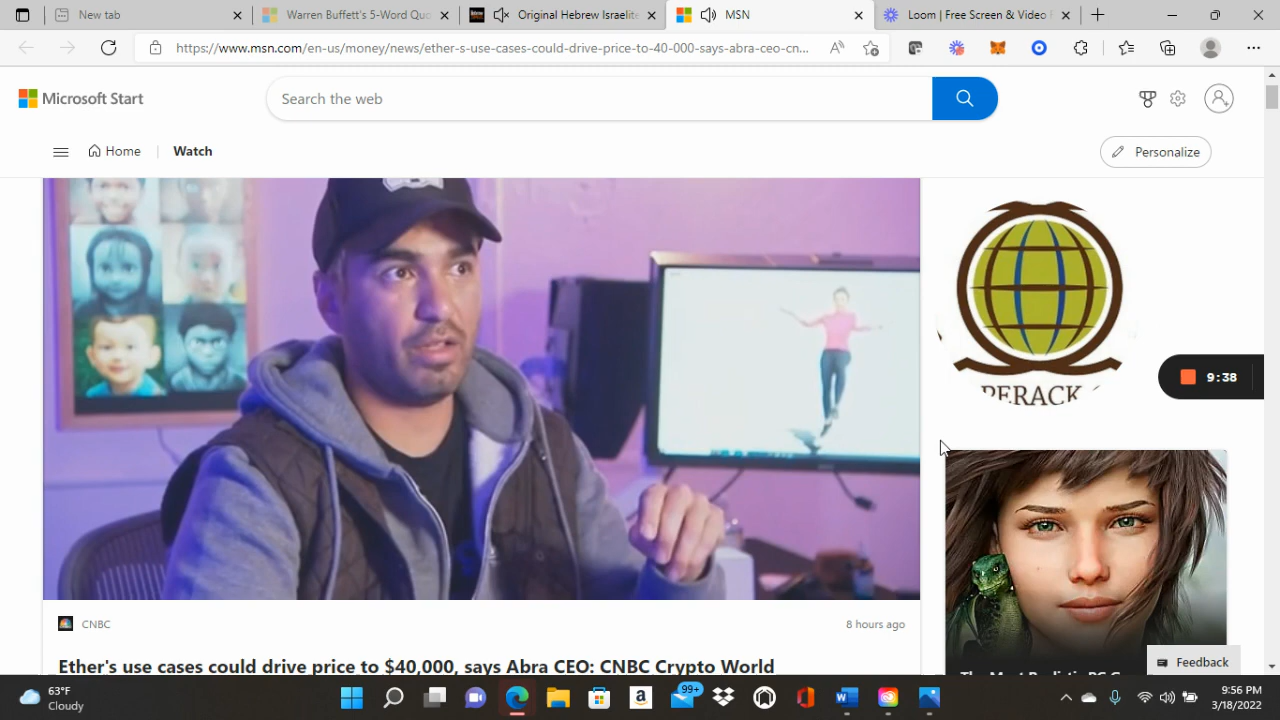 New tab
Warren Buffett's 5-Word Quo
Original Hebrew Israelite
MSN
Loom | Free Screen & Video
https://www.msn.com/en-us/money/news/ether-s-use-cases-could-drive-price-to-40-000-says-abra-ceo-cn...
Microsoft Start
Search the web
Home
Watch
Personalize
PERACK
9:38
CNBC
8 hours ago
Ether's use cases could drive price to $40,000, says Abra CEO: CNBC Crypto World
Feedback
63°F
Cloudy
99+
9:56 PM
3/18/2022